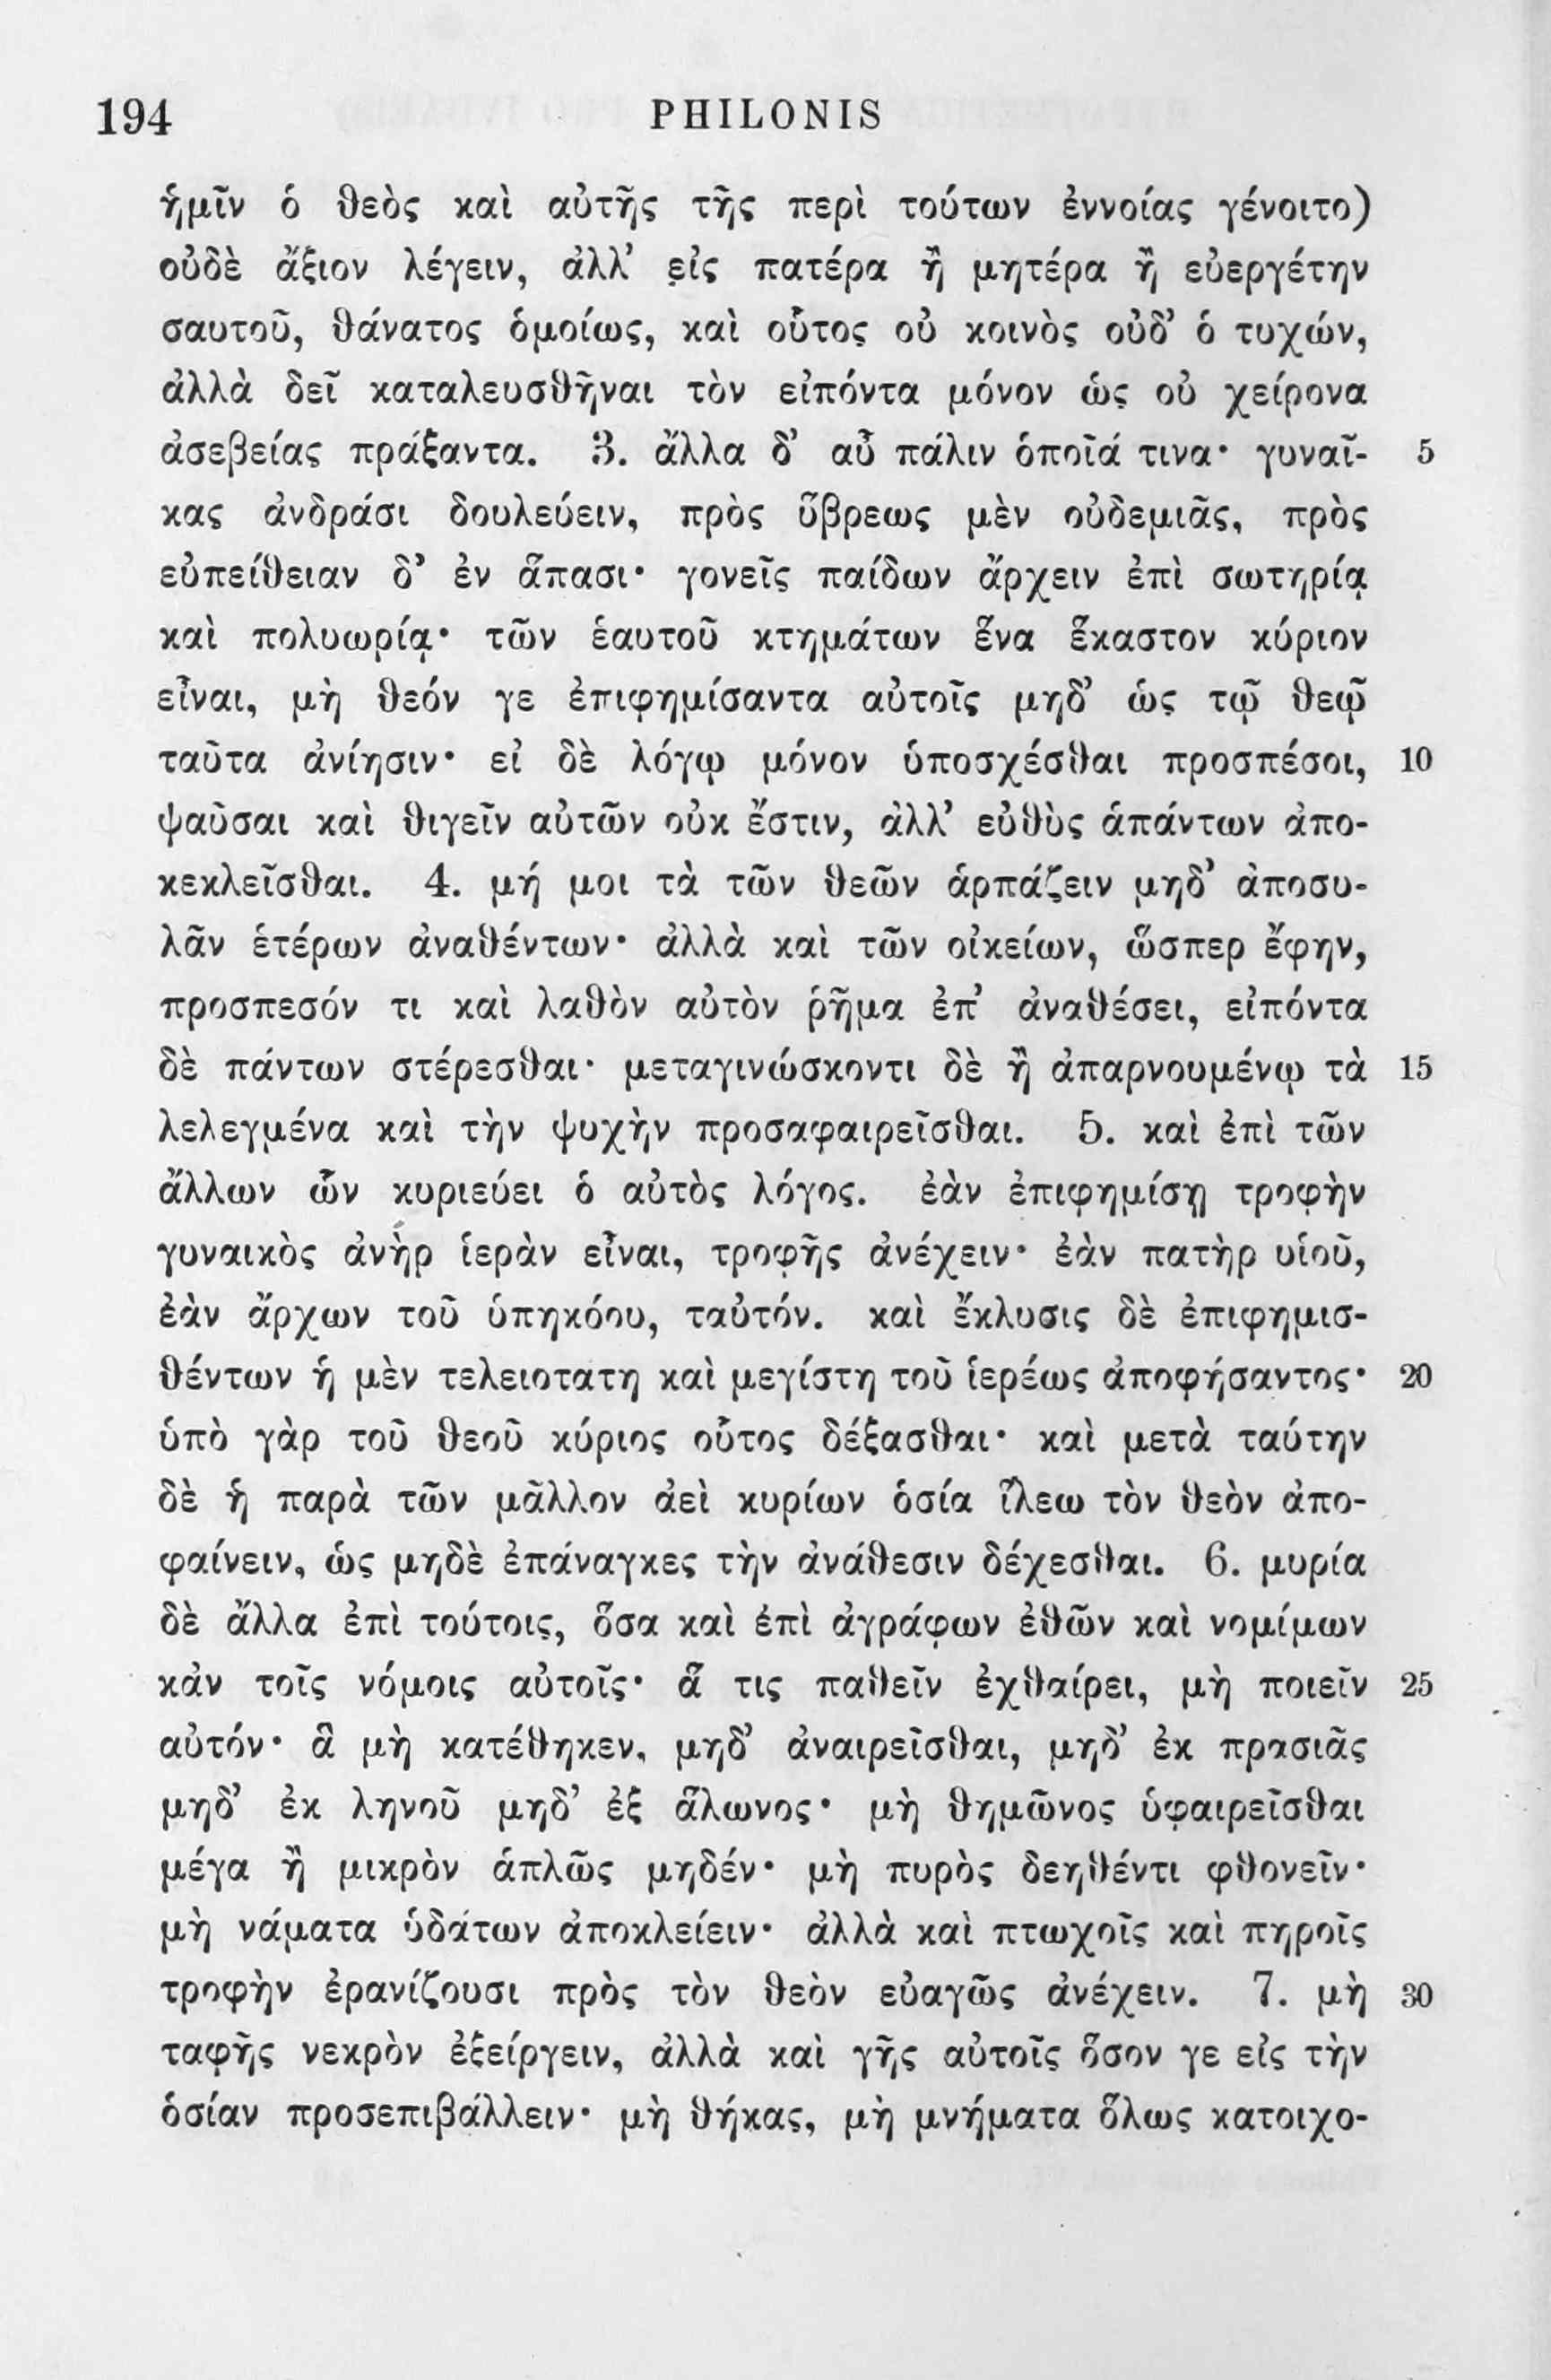 194 PHILONIS
ἡμῖν ὁ θεὸς καὶ αὐτῆς τῆς περὶ τούτων ἐννοίας γένοιτο)
οὐδὲ ἄξιον λέγειν, ἀλλ’ εἰς πατέρα ἢ μητέρα ἢ εὐεργέτην
σαυτοῦ, θάνατος ὁμοίως, καὶ οὗτος οὐ κοινὸς οὐδ’ ὁ τυχών,
ἀλλὰ δεῖ καταλευσθῆναι τὸν εἰπόντα μόνον ὡς οὐ χείρονα
ἀσεβείας πράξαντα. 3. ἄλλα δ’ αὖ πάλιν ὁποῖά τινα· γυναῖ- 5
κας ἀνδράσι δουλεύειν, πρὸς ὕβρεως μὲν οὐδεμιᾶς, πρὸς
εὐπείθειαν δ’ ἐν ἅπασι· γονεῖς παίδων ἄρχειν ἐπὶ σωτηρίᾳ
καὶ πολυωρίᾳ· τῶν ἑαυτοῦ κτημάτων ἕνα ἕκαστον κύριον
εἶναι, μὴ θεόν γε ἐπιφημίσαντα αὐτοῖς μηδ’ ὡς τῷ θεῷ
ταῦτα ἀνίησιν· εἰ δὲ λόγῳ μόνον ὑποσχέσθαι προσπέσοι, 10
ψαῦσαι καὶ θιγεῖν αὐτῶν οὐκ ἔστιν, ἀλλ’ εὐθὺς ἁπάντων ἀπο-
κεκλεῖσθαι. 4. μή μοι τὰ τῶν θεῶν ἁρπάζειν μηδ’ ἀποσυ-
λᾶν ἑτέρων ἀναθέντων· ἀλλὰ καὶ τῶν οἰκείων, ὥσπερ ἔφην,
προσπεσόν τι καὶ λαθὸν αὐτὸν ῥῆμα ἐπ’ ἀναθέσει, εἰπόντα
δὲ πάντων στέρεσθαι· μεταγινώσκοντι δὲ ἢ ἀπαρνουμένῳ τὰ 15
λελεγμένα καὶ τὴν ψυχὴν προσαφαιρεῖσθαι. 5. καὶ ἐπὶ τῶν
ἄλλων ὧν κυριεύει ὁ αὐτὸς λόγος. ἐὰν ἐπιφημίσῃ τροφὴν
γυναικὸς ἀνὴρ ἱερὰν εἶναι, τροφῆς ἀνέχειν· ἐὰν πατὴρ υἱοῦ,
ἐὰν ἄρχων τοῦ ὑπηκόου, ταὐτόν. καὶ ἔκλυσις δὲ ἐπιφημισ-
θέντων ἡ μὲν τελειοτατη καὶ μεγίστη τοῦ ἱερέως ἀποφήσαντος· 20
ὑπὸ γὰρ τοῦ θεοῦ κύριος οὗτος δέξασθαι· καὶ μετὰ ταύτην
δὲ ἡ παρὰ τῶν μᾶλλον ἀεὶ κυρίων ὁσία ἵλεω τὸν θεὸν ἀπο-
φαίνειν, ὡς μηδὲ ἐπάναγκες τὴν ἀνάθεσιν δέχεσθαι. 6. μυρία
δὲ ἄλλα ἐπὶ τούτοις, ὅσα καὶ ἐπὶ ἀγράφων ἐθῶν καὶ νομίμων
κἀν τοῖς νόμοις αὐτοῖς· ἅ τις παθεῖν ἐχθαίρει, μὴ ποιεῖν 25
αὐτόν· ἃ μὴ κατέθηκεν, μηδ’ ἀναιρεῖσθαι, μηδ’ ἐκ πρασιᾶς
μηδ’ ἐκ ληνοῦ μηδ’ ἐξ ἅλωνος· μὴ θημῶνος ὑφαιρεῖσθαι
μέγα ἢ μικρὸν ἁπλῶς μηδέν· μὴ πυρὸς δεηθέντι φθονεῖν·
μὴ νάματα ὑδάτων ἀποκλείειν· ἀλλὰ καὶ πτωχοῖς καὶ πηροῖς
τροφὴν ἐρανίζουσι πρὸς τὸν θεὸν εὐαγῶς ἀνέχειν. 7. μὴ 30
ταφῆς νεκρὸν ἐξείργειν, ἀλλὰ καὶ γῆς αὐτοῖς ὅσον γε εἰς τὴν
ὁσίαν προσεπιβάλλειν· μὴ θήκας, μὴ μνήματα ὅλως κατοιχο-